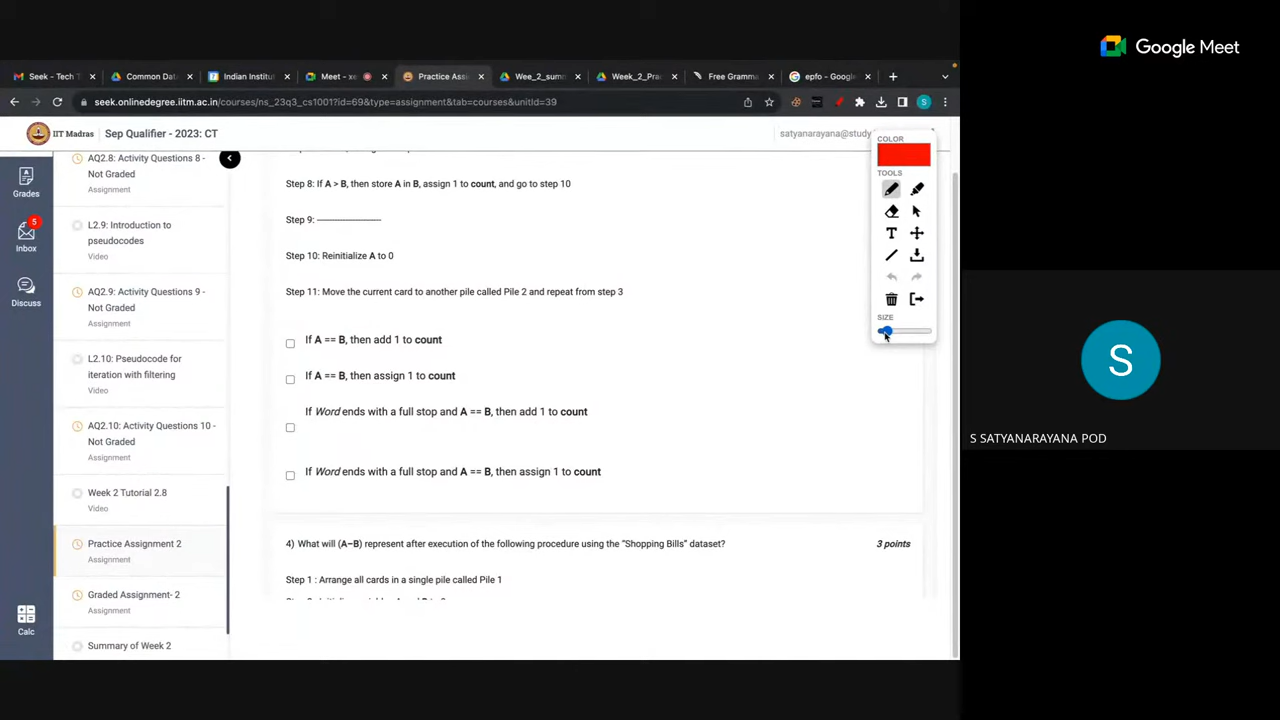 Google Meet
Seek - Tech T
Common Dat
Indian Institu
Meet - xe
Practice Assi
Wee_2_sum
Week_2_Pra
Free Gramma
epfo - Google
seek.onlinedegree.iitm.ac.in/courses/ns_23q3_cs1001?id=69&type=assignment&tab=courses&unitId=39
S
IIT Madras
Sep Qualifier - 2023: CT
satyanarayana@study
COLOR
TOOLS
T
SIZE
Grades
5
Inbox
Discuss
Calc
AQ2.8: Activity Questions 8 -
Not Graded
Assignment
L2.9: Introduction to
pseudocodes
Video
AQ2.9: Activity Questions 9 -
Not Graded
Assignment
L2.10: Pseudocode for
iteration with filtering
Video
AQ2.10: Activity Questions 10 -
Not Graded
Assignment
Week 2 Tutorial 2.8
Video
Practice Assignment 2
Assignment
Graded Assignment- 2
Assignment
Summary of Week 2
Step 8: If A > B, then store A in B, assign 1 to count, and go to step 10
Step 9: ---------------------
Step 10: Reinitialize A to 0
Step 11: Move the current card to another pile called Pile 2 and repeat from step 3
If A == B, then add 1 to count
If A == B, then assign 1 to count
If Word ends with a full stop and A == B, then add 1 to count
If Word ends with a full stop and A == B, then assign 1 to count
4) What will (A−B) represent after execution of the following procedure using the “Shopping Bills” dataset?
3 points
Step 1 : Arrange all cards in a single pile called Pile 1
S
S SATYANARAYANA POD